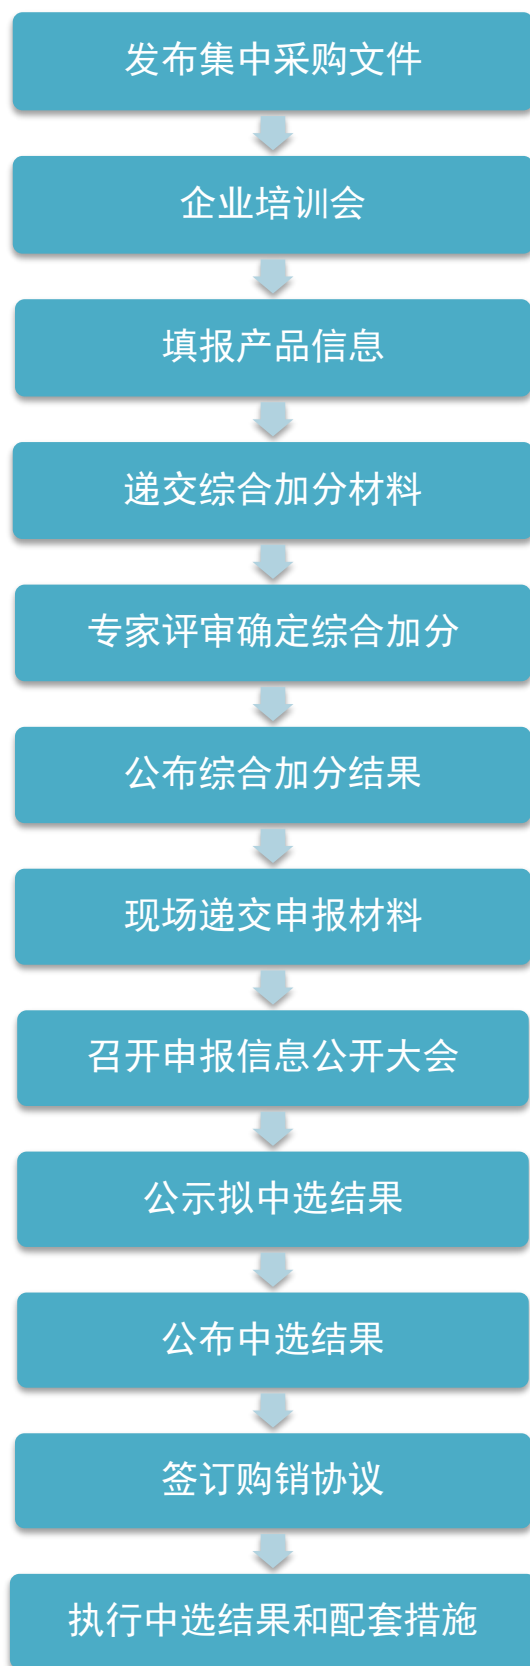 发布集中采购文件
企业培训会
填报产品信息
递交综合加分材料
专家评审确定综合加分
公布综合加分结果
现场递交申报材料
召开申报信息公开大会
公示拟中选结果
公布中选结果
签订购销协议
执行中选结果和配套措施